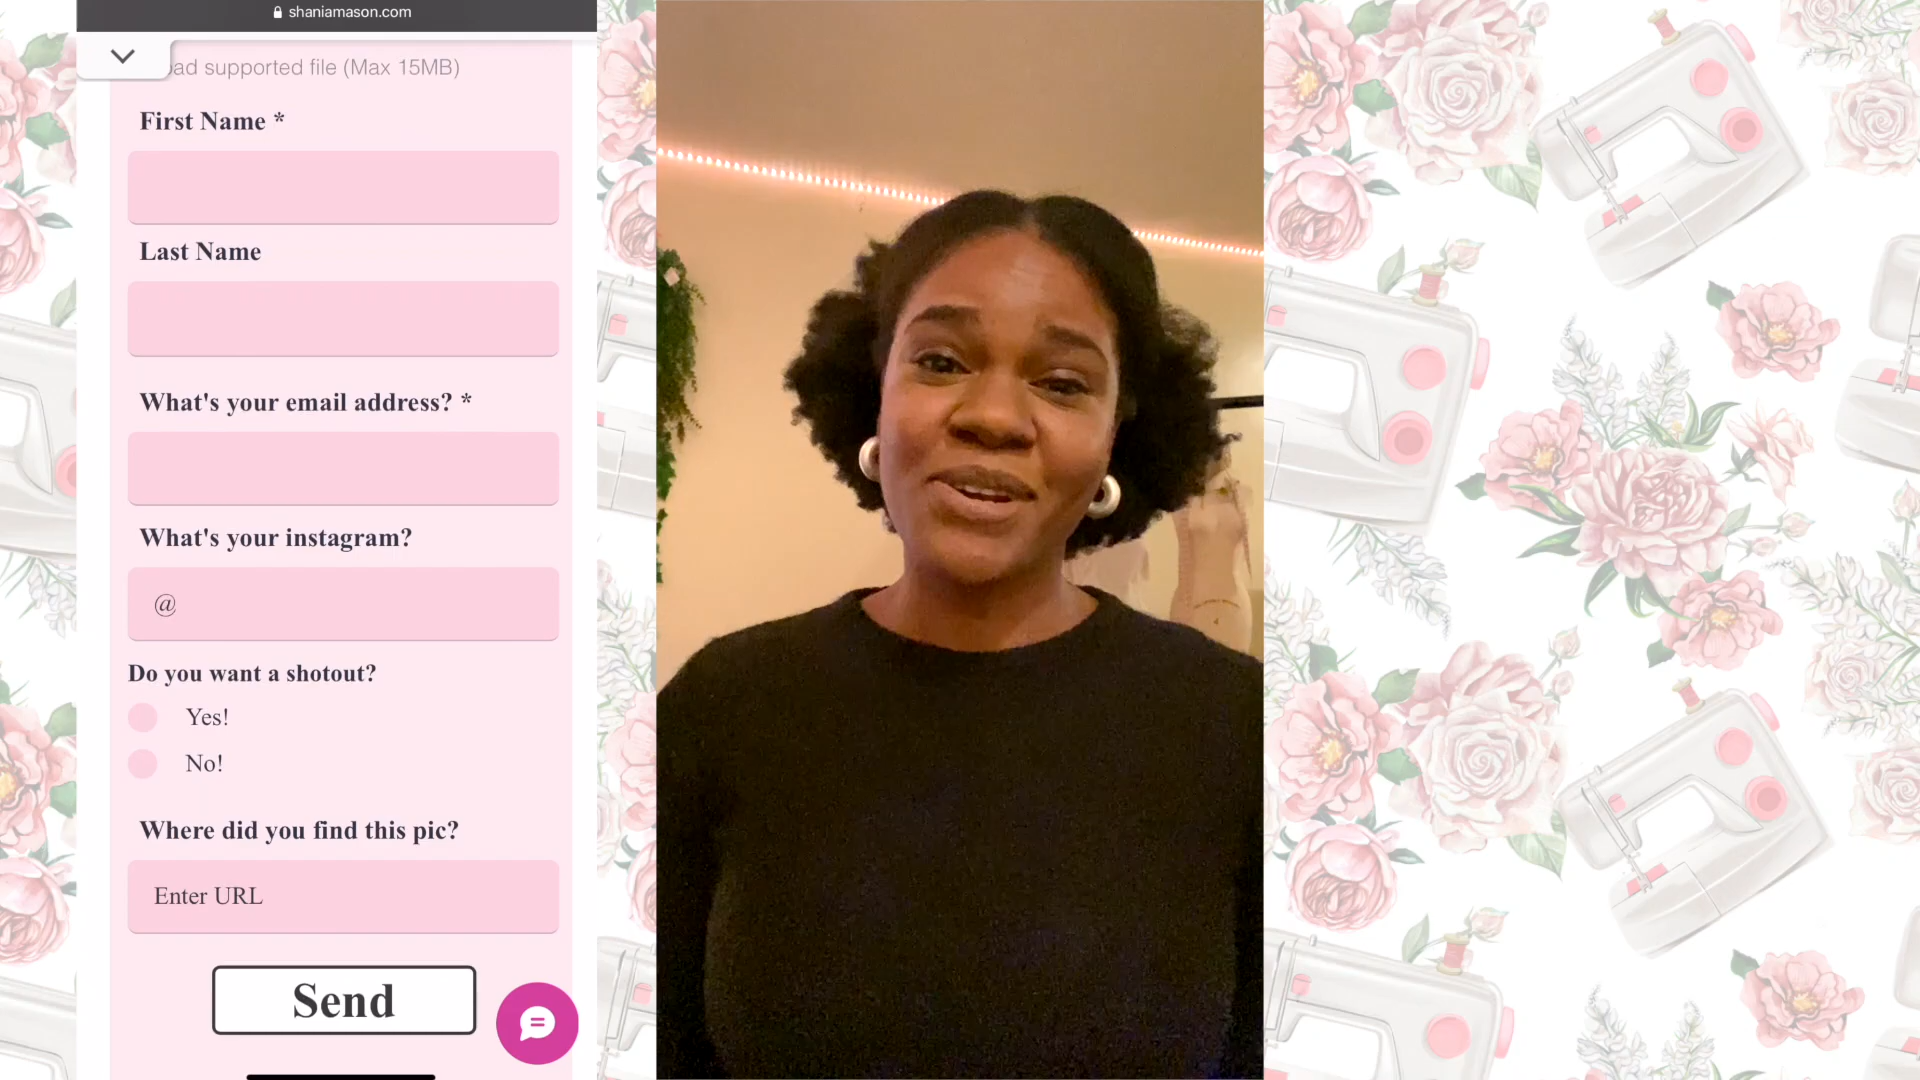 shaniamason.com
ad supported file (Max 15MB)
First Name *
Last Name
What's your email address? *
What's your instagram?
@
Do you want a shotout?
Yes!
No!
Where did you find this pic?
Enter URL
Send